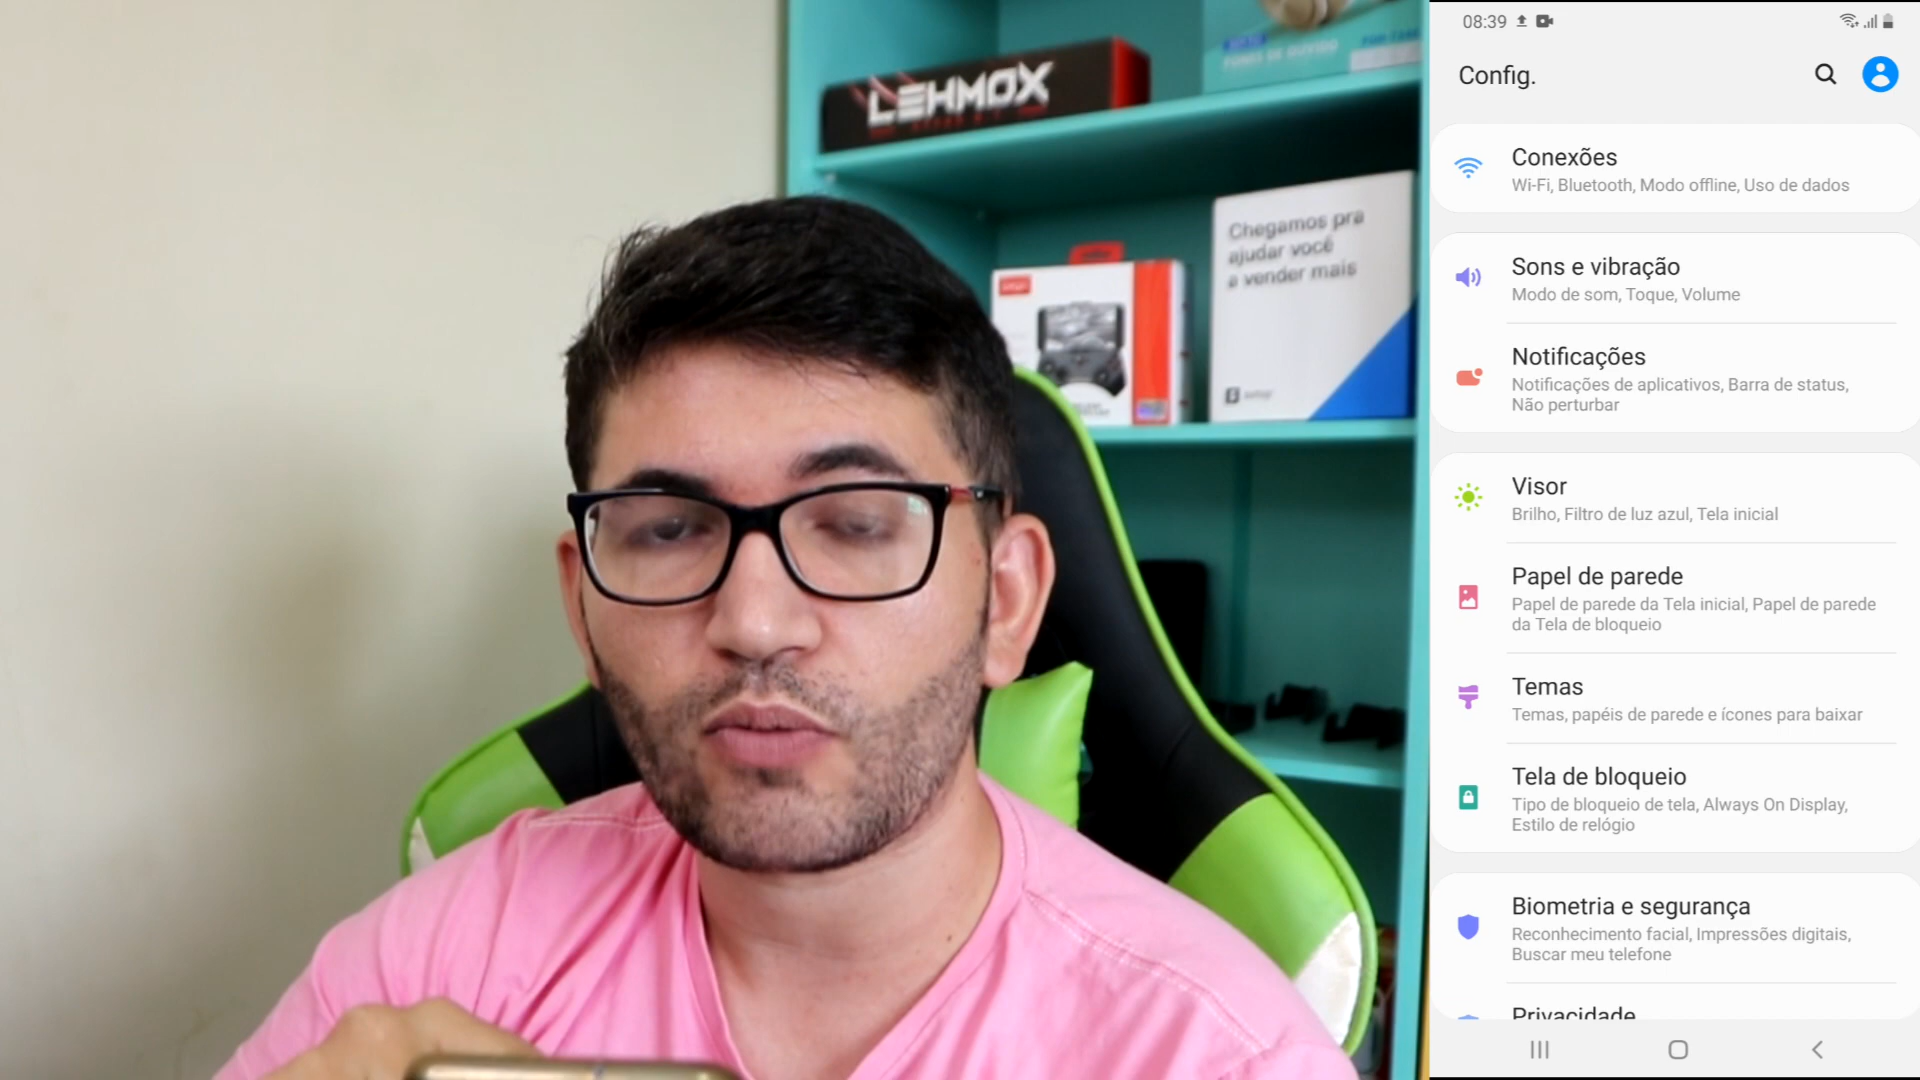 LEHMOX
Chegamos pra
ajudar você
a vender mais
08:39
Config.
Conexões
Wi-Fi, Bluetooth, Modo offline, Uso de dados
Sons e vibração
Modo de som, Toque, Volume
Notificações
Notificações de aplicativos, Barra de status,
Não perturbar
Visor
Brilho, Filtro de luz azul, Tela inicial
Papel de parede
Papel de parede da Tela inicial, Papel de parede
da Tela de bloqueio
Temas
Temas, papéis de parede e ícones para baixar
Tela de bloqueio
Tipo de bloqueio de tela, Always On Display,
Estilo de relógio
Biometria e segurança
Reconhecimento facial, Impressões digitais,
Buscar meu telefone
Privacidade